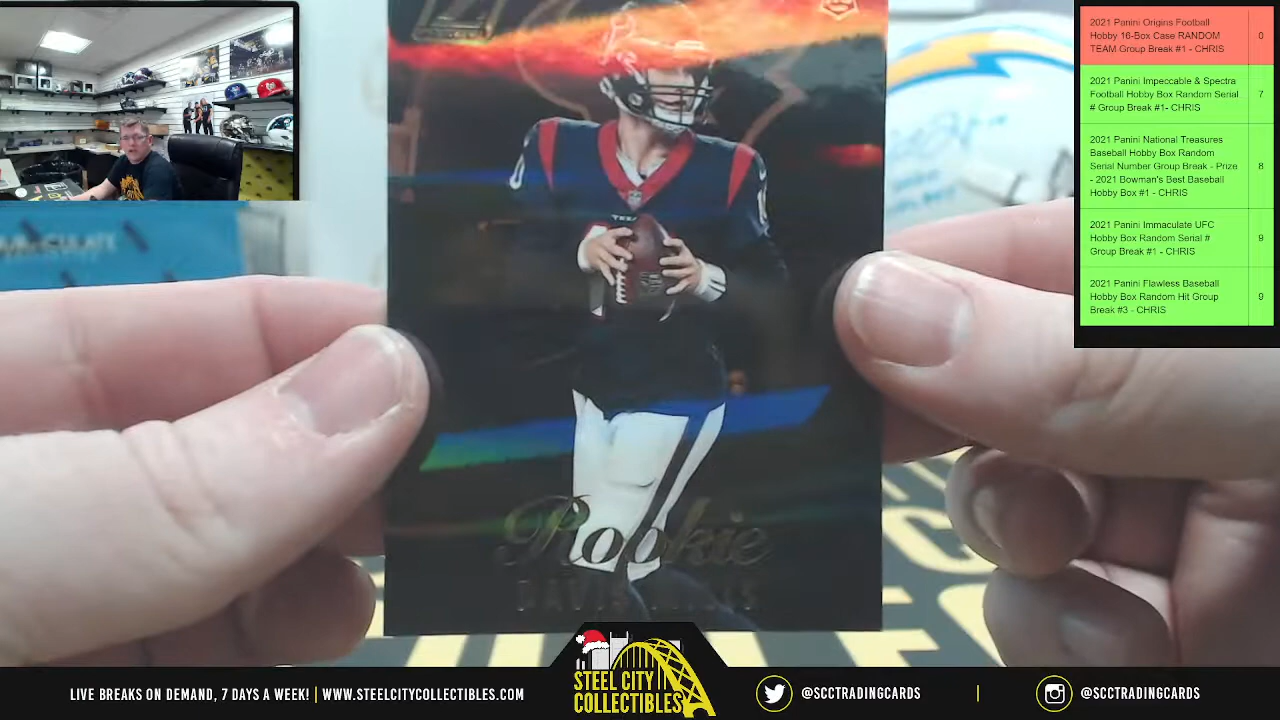 2021 Panini Origins Football
Hobby 16-Box Case RANDOM
TEAM Group Break #1 - CHRIS
0
2021 Panini Impeccable & Spectra
Football Hobby Box Random Serial
# Group Break #1- CHRIS
7
2021 Panini National Treasures
Baseball Hobby Box Random
Serial Number Group Break - Prize
- 2021 Bowman's Best Baseball
Hobby Box #1 - CHRIS
8
2021 Panini Immaculate UFC
Hobby Box Random Serial #
Group Break #1 - CHRIS
9
2021 Panini Flawless Baseball
Hobby Box Random Hit Group
Break #3 - CHRIS
9
Rookie
DAVIS MILLS
STEEL CITY
COLLECTIBLES
LIVE BREAKS ON DEMAND, 7 DAYS A WEEK! | WWW.STEELCITYCOLLECTIBLES.COM
@SCCTRADINGCARDS | @SCCTRADINGCARDS